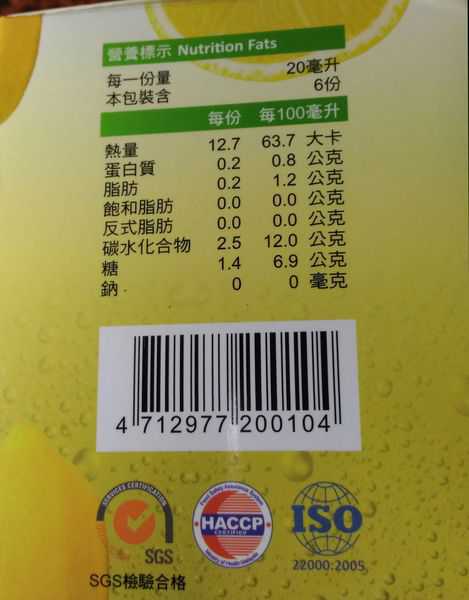 營養標示 Nutrition Fats
每一份量 20毫升
本包裝含 6份
每份 每100毫升
熱量 12.7 63.7 大卡
蛋白質 0.2 0.8 公克
脂肪 0.2 1.2 公克
飽和脂肪 0.0 0.0 公克
反式脂肪 0.0 0.0 公克
碳水化合物 2.5 12.0 公克
糖 1.4 6.9 公克
鈉 0 0 毫克
4 712977 200104
SERVICES CERTIFICATION
SGS
SGS檢驗合格
HACCP
CERTIFIED
ISO
22000:2005